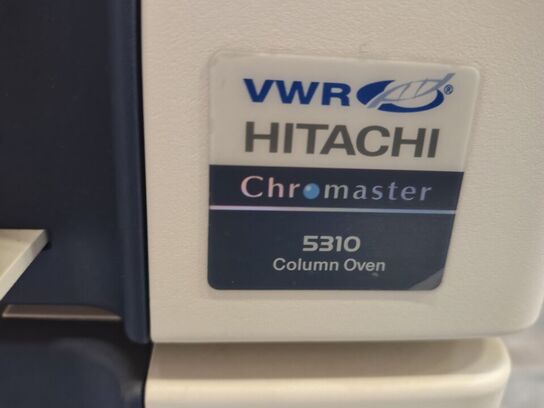 VWR®
HITACHI
Chromaster
5310
Column Oven